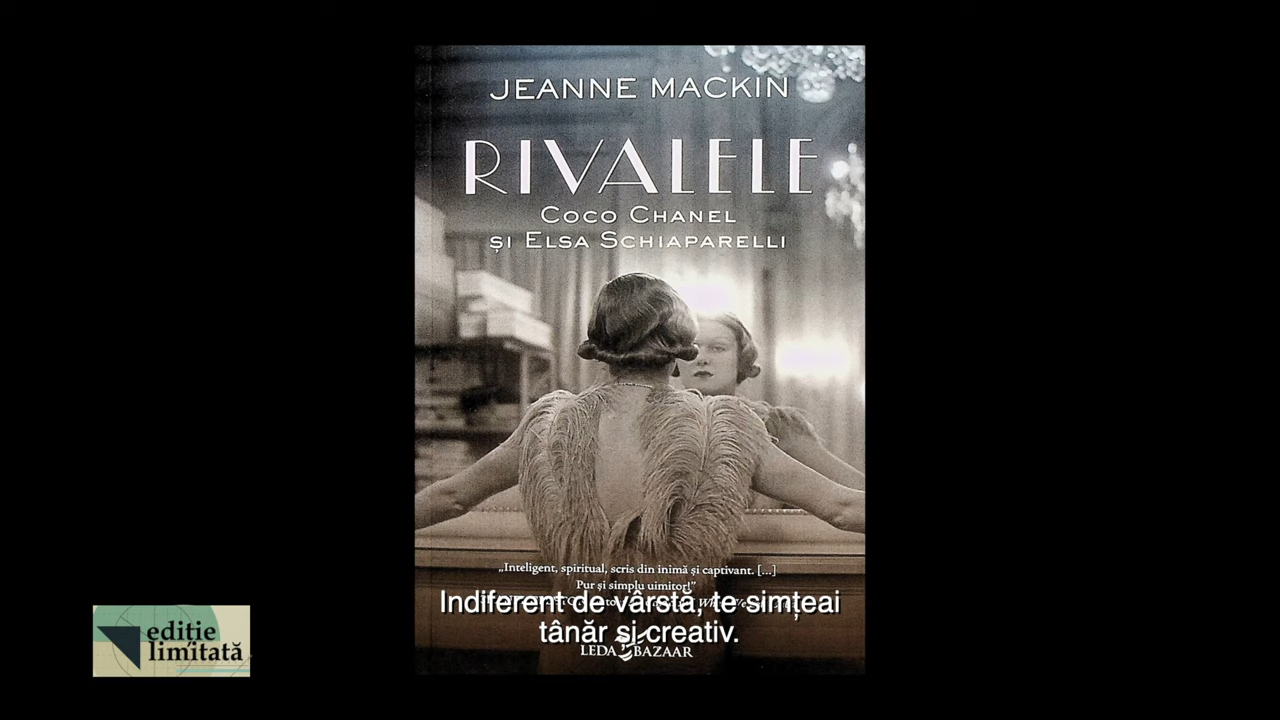 JEANNE MACKIN
RIVALELE
COCO CHANEL
ȘI ELSA SCHIAPARELLI
„Inteligent, spiritual, scris din inimă și captivant. [...]
Pur și simplu uimitor!”
Indiferent de vârstă, te simțeai
tânăr și creativ.
LEDA BAZAAR
ediție
limitată